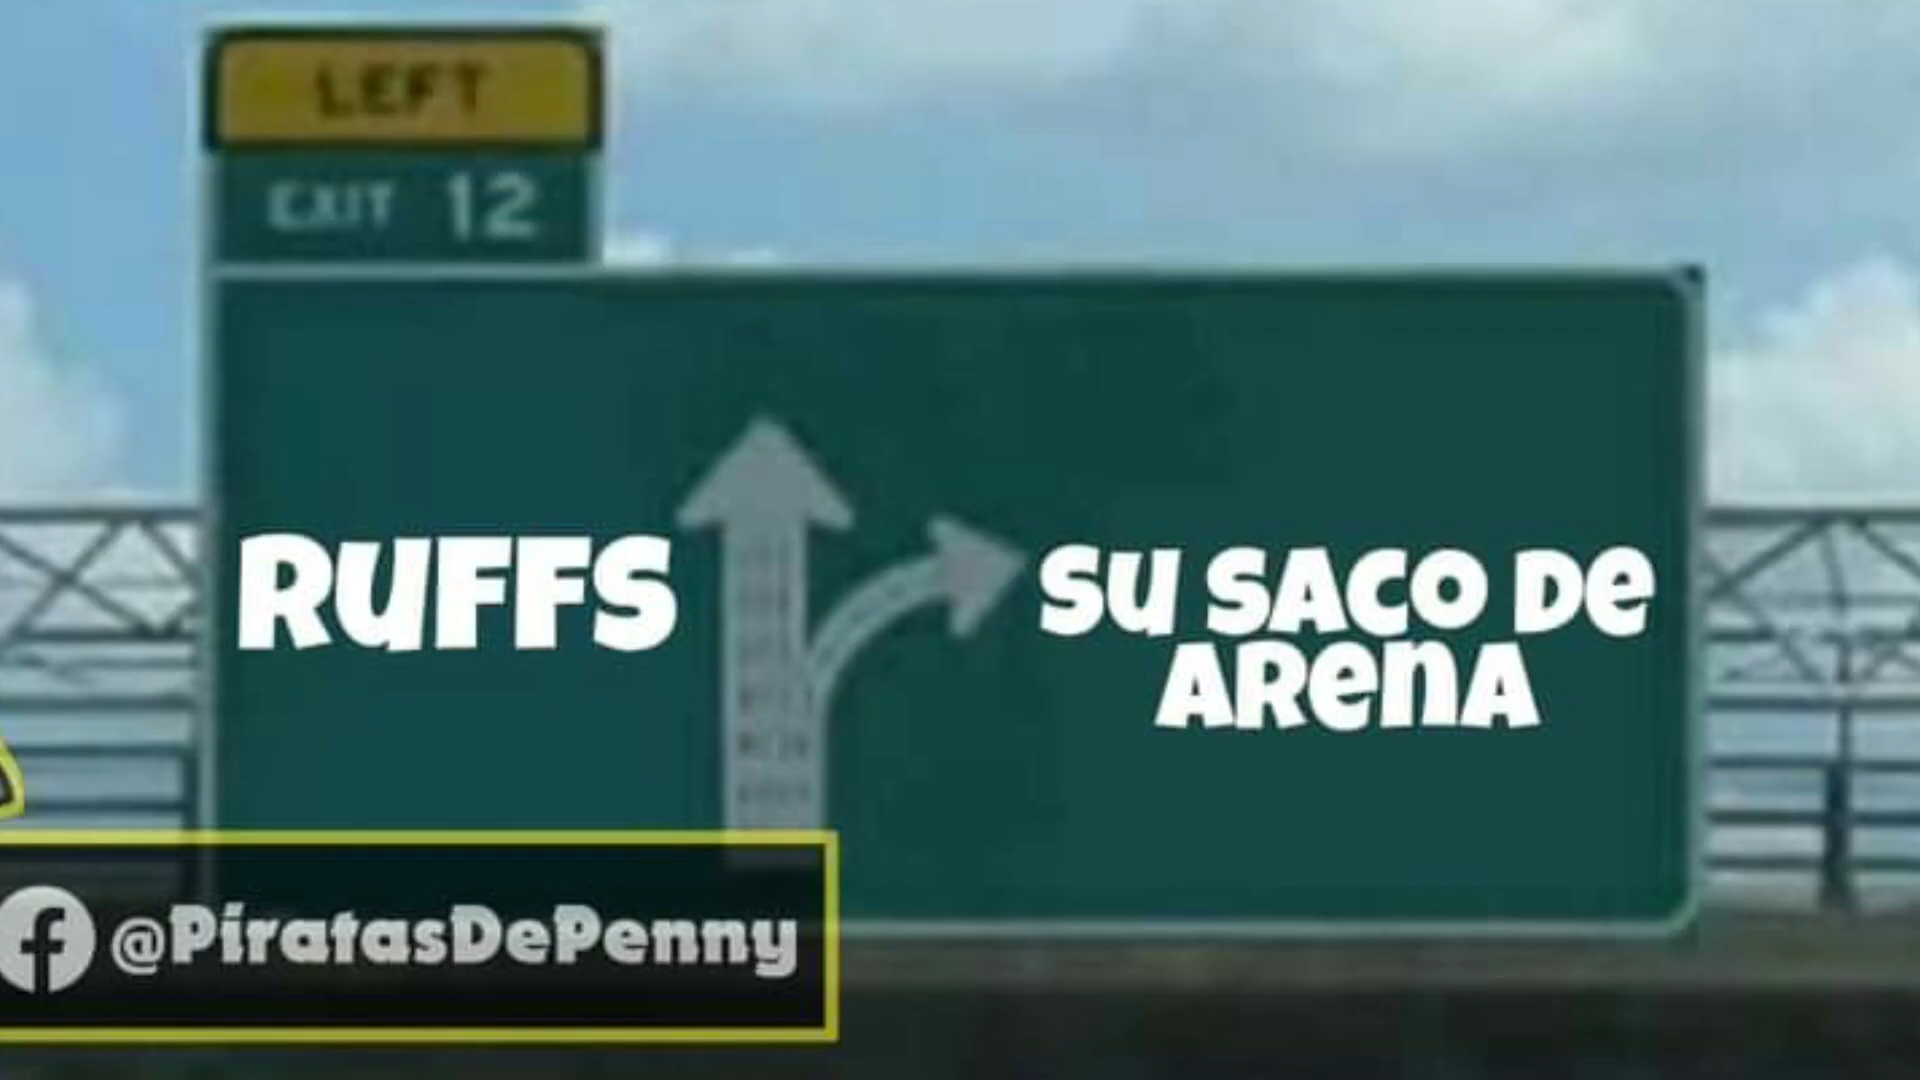 LEFT
EXIT 12
RUFFS
SU SACO DE
ARENA
@PiratasDePenny